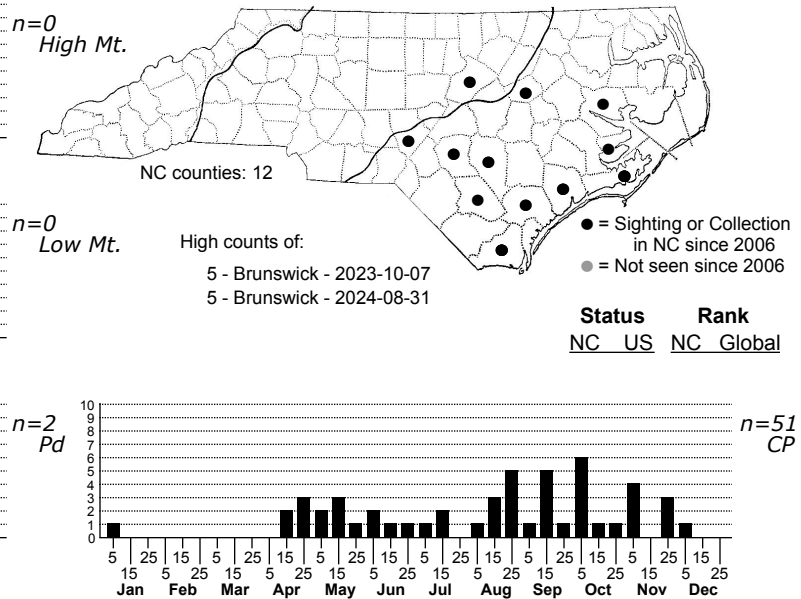 n=0
High Mt.
NC counties: 12
n=0
Low Mt.
High counts of:
5 - Brunswick - 2023-10-07
5 - Brunswick - 2024-08-31
= Sighting or Collection
in NC since 2006
= Not seen since 2006
Status Rank
NC US NC Global
n=2
Pd
n=51
CP
10
9
8
7
6
5
4
3
2
1
0
5 25 15 5 25 15 5 25 15 5 25 15 5 25 15 5 25 15
15 5 25 15 5 25 15 5 25 15 5 25 15 5 25 15 5 25
Jan Feb Mar Apr May Jun Jul Aug Sep Oct Nov Dec